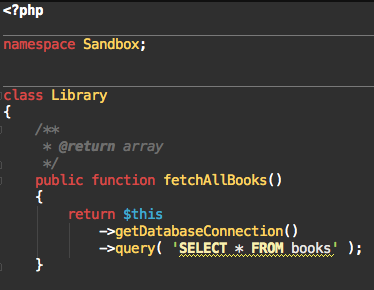 <?php
namespace Sandbox;
class Library
{
    /**
     * @return array
     */
    public function fetchAllBooks()
    {
        return $this
            ->getDatabaseConnection()
            ->query( 'SELECT * FROM books' );
    }